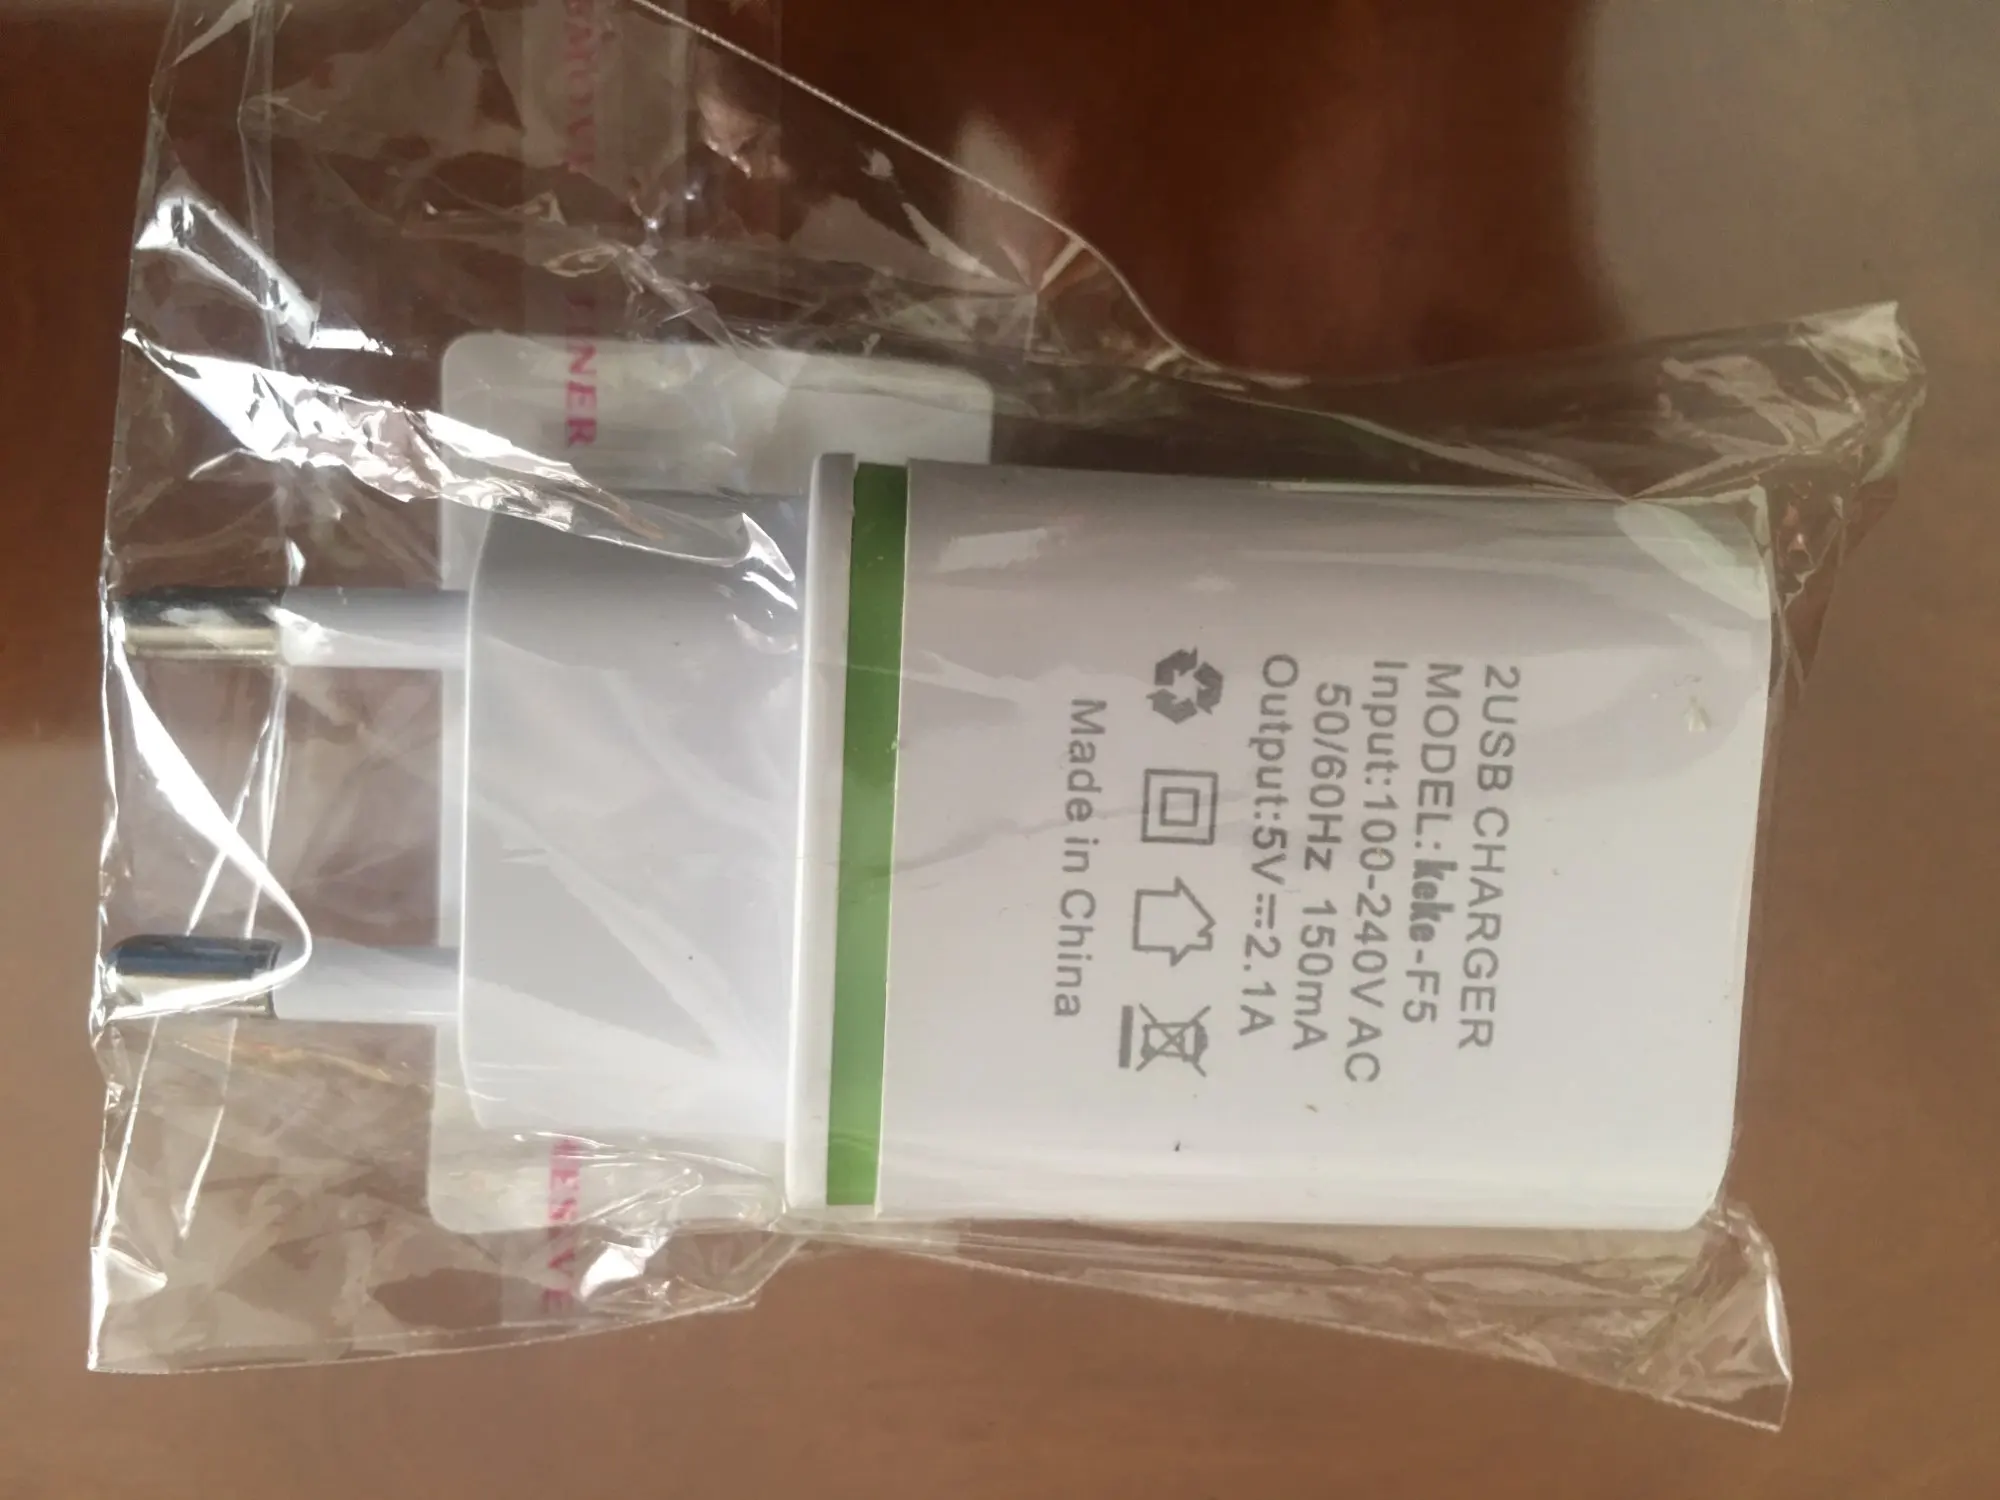 2USB CHARGER
MODEL:keke-F5
Input:100-240V AC
50/60Hz 150mA
Output:5V⎓2.1A
Made in China
LINER